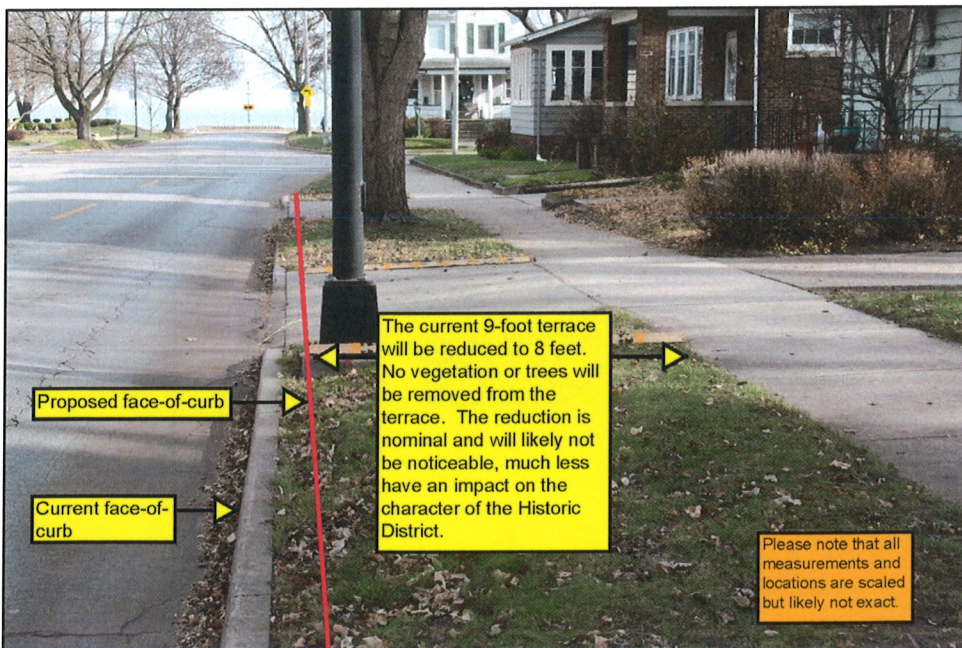 The current 9-foot terrace
will be reduced to 8 feet.
No vegetation or trees will
be removed from the
terrace. The reduction is
nominal and will likely not
be noticeable, much less
have an impact on the
character of the Historic
District.
Proposed face-of-curb
Current face-of-
curb
Please note that all
measurements and
locations are scaled
but likely not exact.